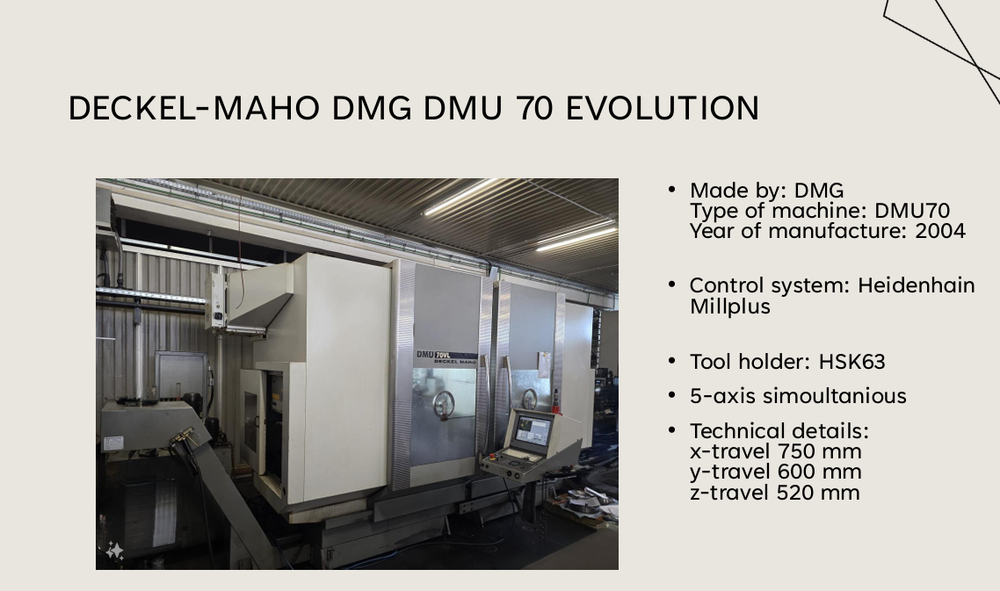 DECKEL-MAHO DMG DMU 70 EVOLUTION
• Made by: DMG
Type of machine: DMU70
Year of manufacture: 2004
• Control system: Heidenhain
Millplus
• Tool holder: HSK63
• 5-axis simoultanious
• Technical details:
x-travel 750 mm
y-travel 600 mm
z-travel 520 mm
DMU 70VL
DECKEL MAHO